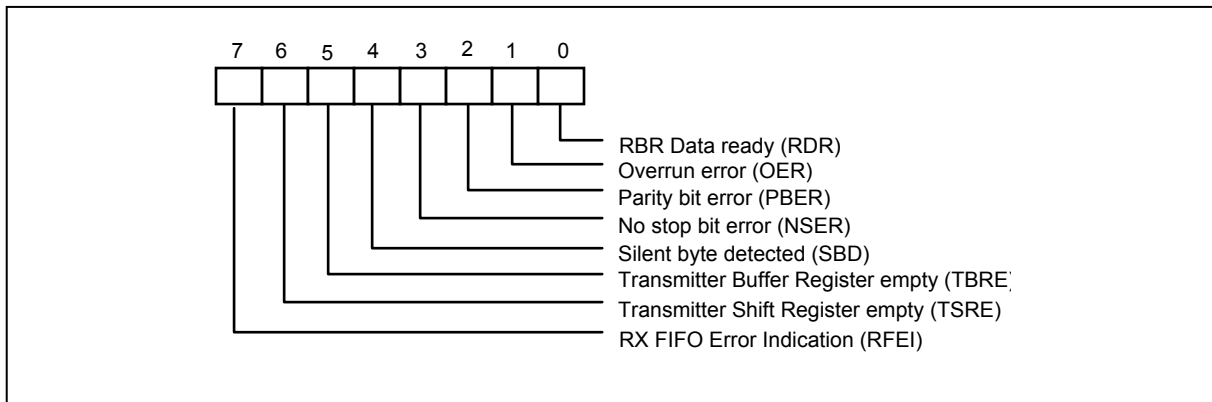 7 6 5 4 3 2 1 0
RBR Data ready (RDR)
Overrun error (OER)
Parity bit error (PBER)
No stop bit error (NSER)
Silent byte detected (SBD)
Transmitter Buffer Register empty (TBRE)
Transmitter Shift Register empty (TSRE)
RX FIFO Error Indication (RFEI)